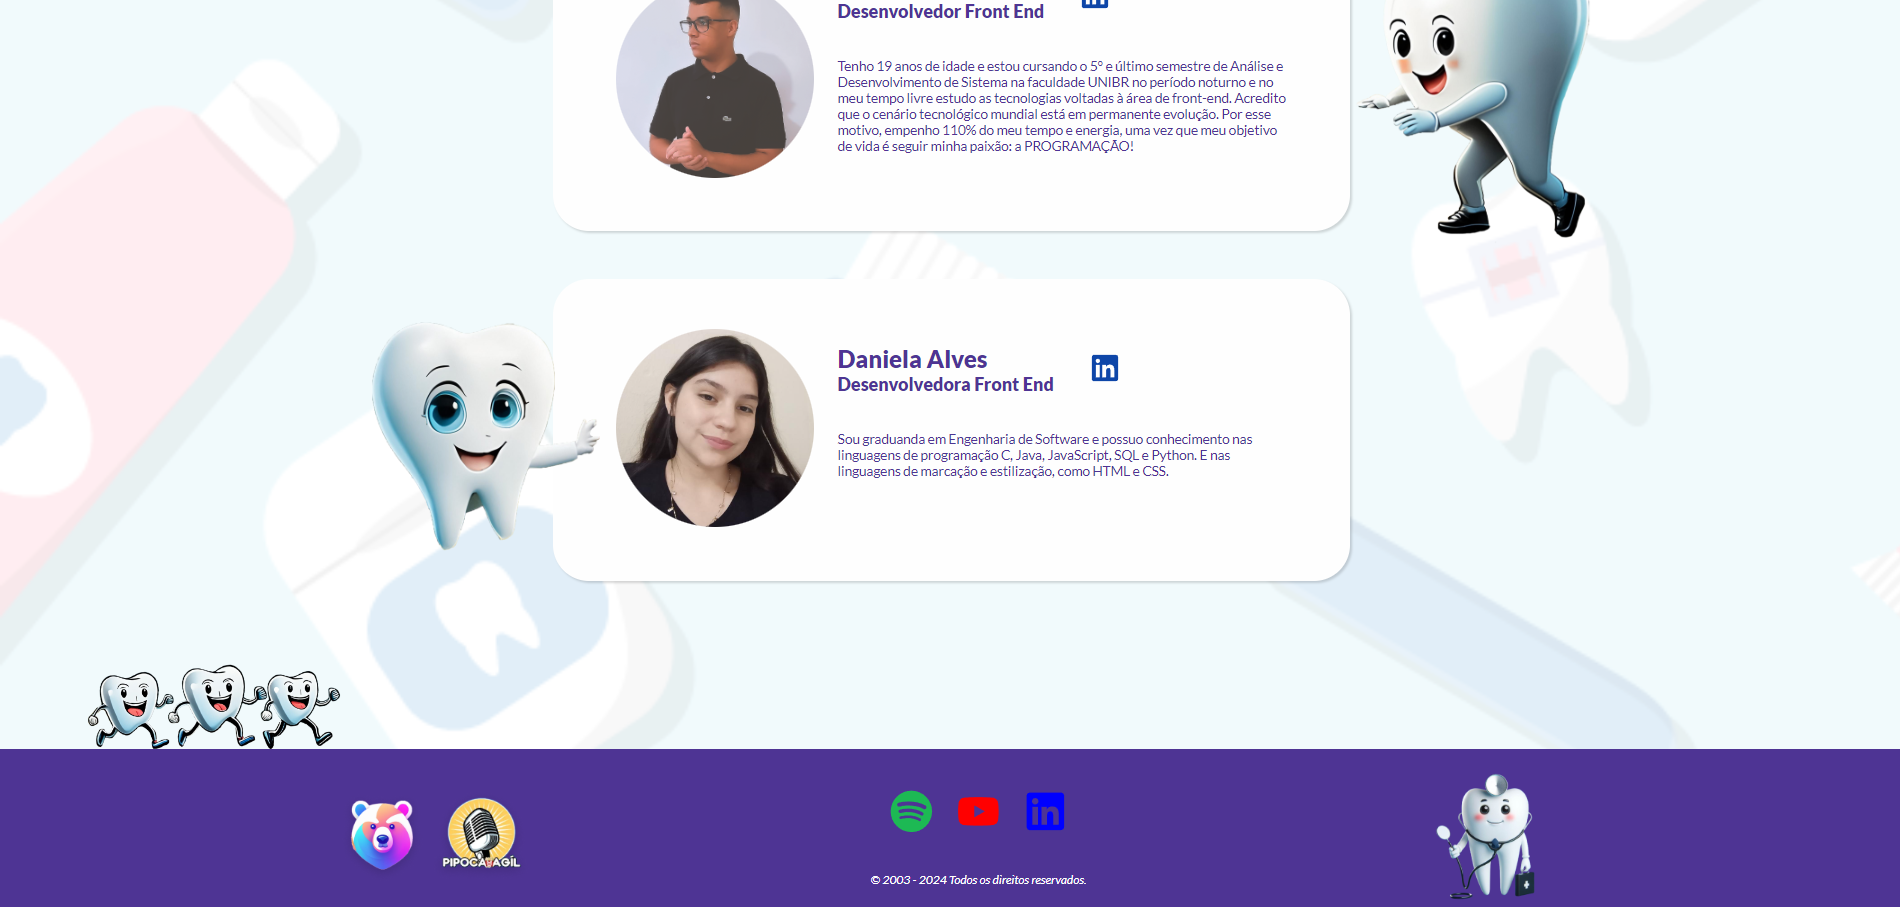 Desenvolvedor Front End
Tenho 19 anos de idade e estou cursando o 5º e último semestre de Análise e
Desenvolvimento de Sistema na faculdade UNIBR no período noturno e no
meu tempo livre estudo as tecnologias voltadas à área de front-end. Acredito
que o cenário tecnológico mundial está em permanente evolução. Por esse
motivo, empenho 110% do meu tempo e energia, uma vez que meu objetivo
de vida é seguir minha paixão: a PROGRAMAÇÃO!
Daniela Alves
Desenvolvedora Front End
Sou graduanda em Engenharia de Software e possuo conhecimento nas
linguagens de programação C, Java, JavaScript, SQL e Python. E nas
linguagens de marcação e estilização, como HTML e CSS.
PIPOCA AGÍL
© 2003 - 2024 Todos os direitos reservados.